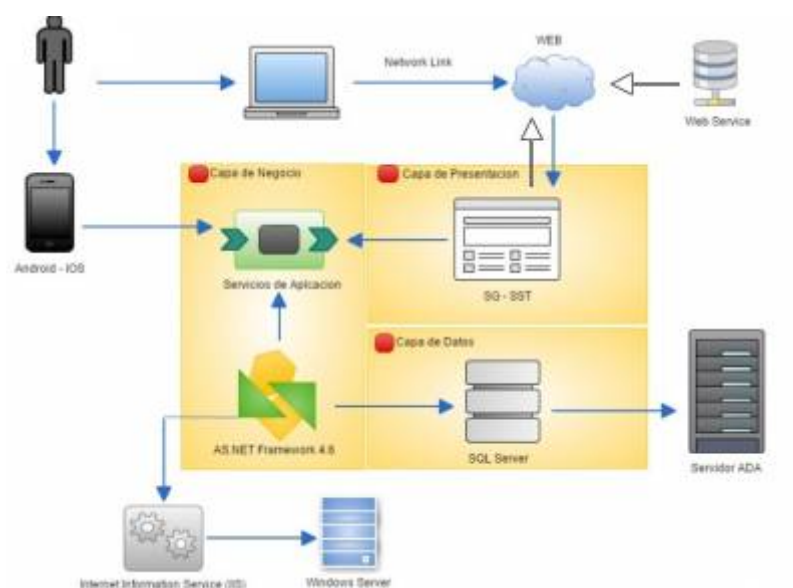 WEB
Network Link
Web Service
Capa de Negocio
Capa de Presentacion
Android - IOS
Servicios de Aplicacion
SG - SST
Capa de Datos
AS.NET Framework 4.6
SQL Server
Servidor ADA
Internet Information Service (IIS)
Windows Server